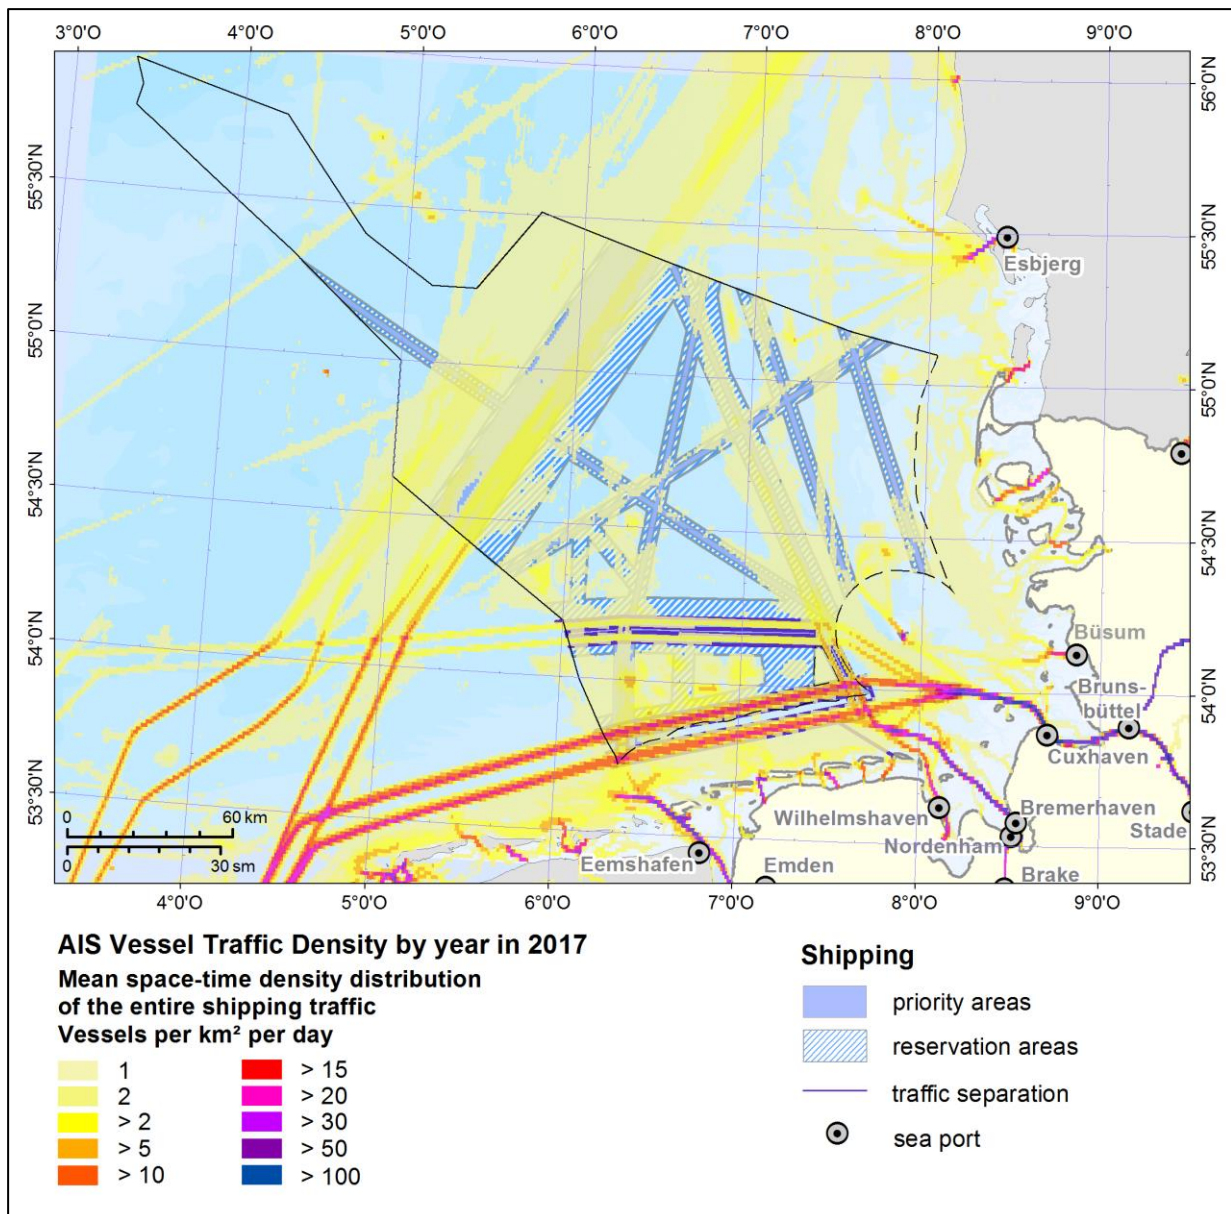 3°0'O 4°0'O 5°0'O 6°0'O 7°0'O 8°0'O 9°0'O
56°0'N
56°0'N
55°30'N
55°30'N
Esbjerg
55°0'N
55°0'N
54°30'N
54°30'N
54°0'N
Büsum
54°0'N
Bruns-
büttel
Cuxhaven
53°30'N
0 60 km
0 30 sm
Wilhelmshaven
Bremerhaven
Stade
Nordenham
53°30'N
Eemshafen
Emden
Brake
4°0'O 5°0'O 6°0'O 7°0'O 8°0'O 9°0'O
AIS Vessel Traffic Density by year in 2017
Mean space-time density distribution
of the entire shipping traffic
Vessels per km² per day
1
2
> 2
> 5
> 10
> 15
> 20
> 30
> 50
> 100
Shipping
priority areas
reservation areas
traffic separation
sea port